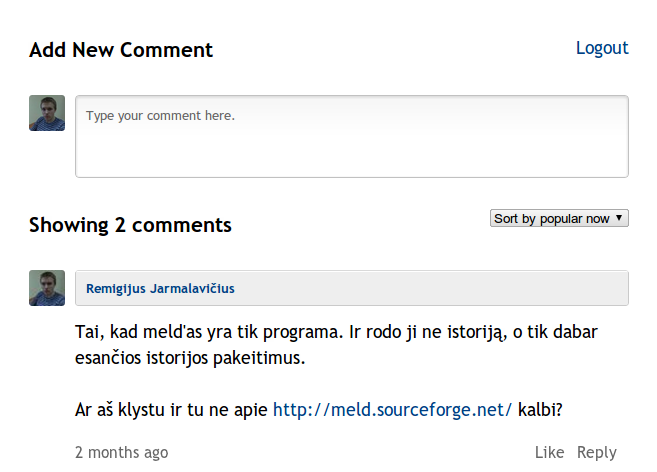 Add New Comment
Logout
Type your comment here.
Showing 2 comments
Sort by popular now ▼
Remigijus Jarmalavičius
Tai, kad meld'as yra tik programa. Ir rodo ji ne istoriją, o tik dabar
esančios istorijos pakeitimus.
Ar aš klystu ir tu ne apie http://meld.sourceforge.net/ kalbi?
2 months ago
Like Reply